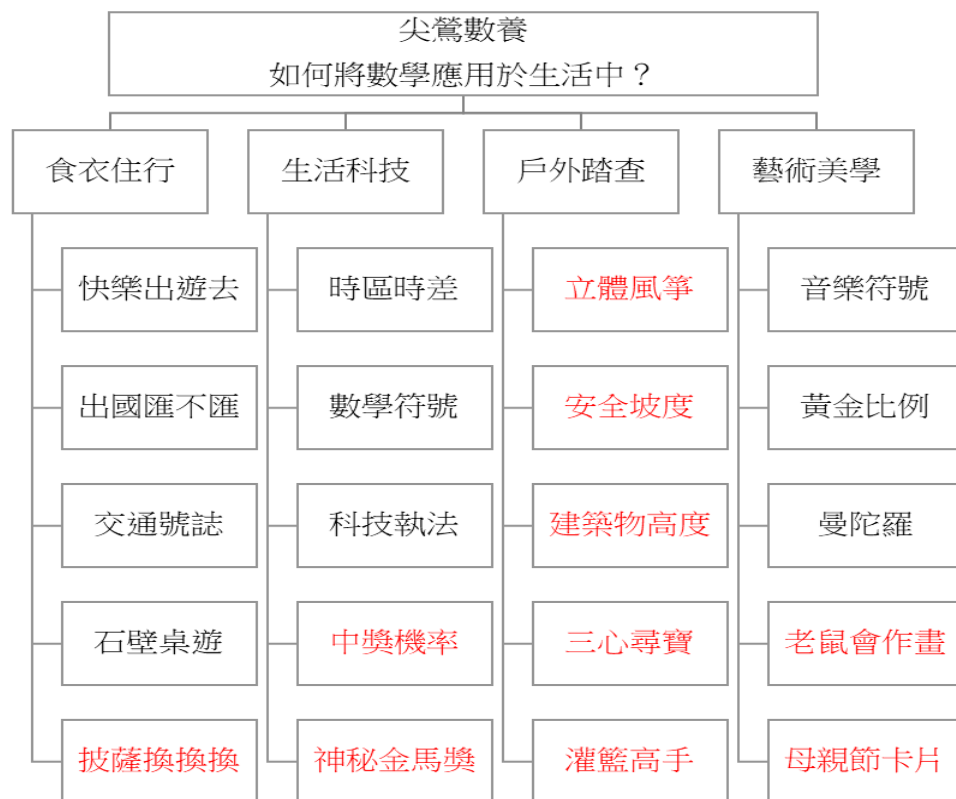 尖鶯數養
如何將數學應用於生活中？
食衣住行
快樂出遊去
出國匯不匯
交通號誌
石壁桌遊
披薩換換換
生活科技
時區時差
數學符號
科技執法
中獎機率
神秘金馬獎
戶外踏查
立體風箏
安全坡度
建築物高度
三心尋寶
灌籃高手
藝術美學
音樂符號
黃金比例
曼陀羅
老鼠會作畫
母親節卡片